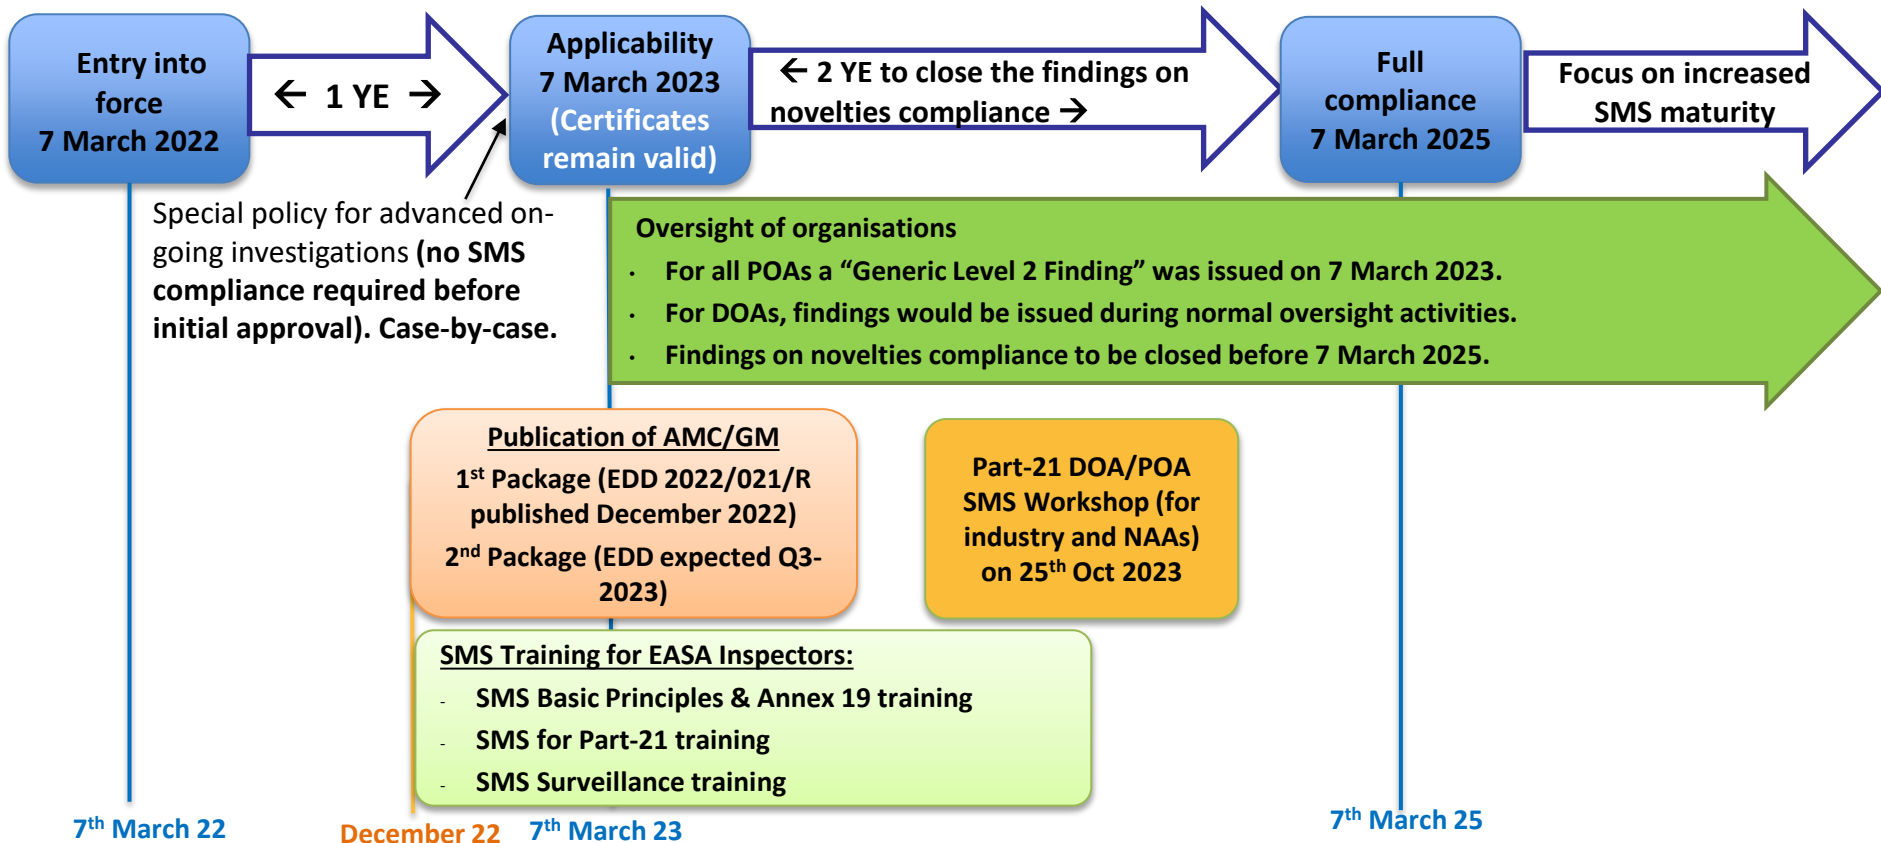 Entry into
force
7 March 2022
← 1 YE →
Applicability
7 March 2023
(Certificates
remain valid)
← 2 YE to close the findings on
novelties compliance →
Full
compliance
7 March 2025
Focus on increased
SMS maturity
Special policy for advanced on-
going investigations (no SMS
compliance required before
initial approval). Case-by-case.
Oversight of organisations
· For all POAs a “Generic Level 2 Finding” was issued on 7 March 2023.
· For DOAs, findings would be issued during normal oversight activities.
· Findings on novelties compliance to be closed before 7 March 2025.
Publication of AMC/GM
1st Package (EDD 2022/021/R
published December 2022)
2nd Package (EDD expected Q3-
2023)
Part-21 DOA/POA
SMS Workshop (for
industry and NAAs)
on 25th Oct 2023
SMS Training for EASA Inspectors:
- SMS Basic Principles & Annex 19 training
- SMS for Part-21 training
- SMS Surveillance training
7th March 22
December 22
7th March 23
7th March 25